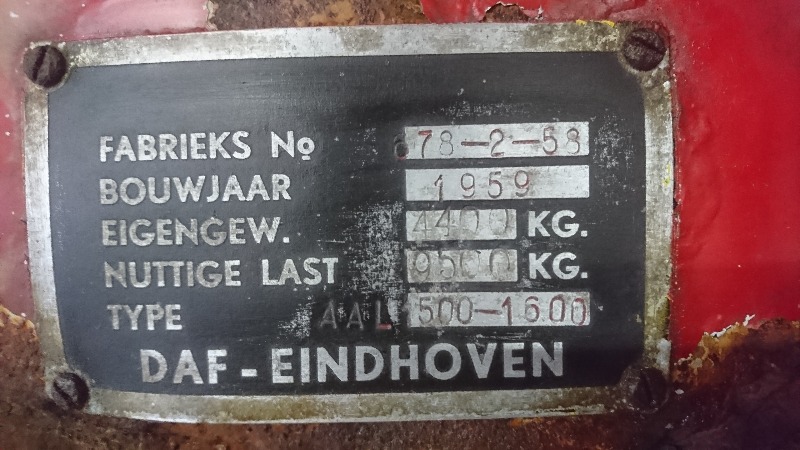 FABRIEKS No 678-2-58
BOUWJAAR 1959
EIGENGEW. 4400 KG.
NUTTIGE LAST 9500 KG.
TYPE AAL 500-1600
DAF-EINDHOVEN